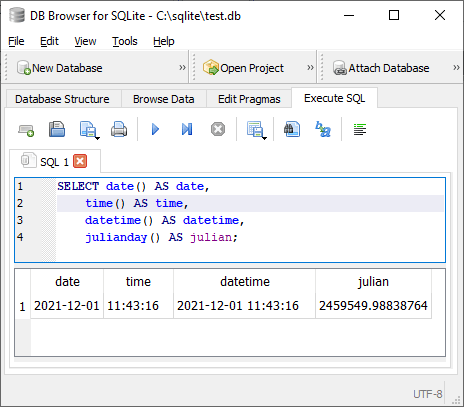 DB Browser for SQLite - C:\sqlite\test.db
File Edit View Tools Help
New Database » Open Project » Attach Database »
Database Structure Browse Data Edit Pragmas Execute SQL
SQL 1
1 SELECT date() AS date,
2 time() AS time,
3 datetime() AS datetime,
4 julianday() AS julian;
date time datetime julian
1 2021-12-01 11:43:16 2021-12-01 11:43:16 2459549.98838764
UTF-8